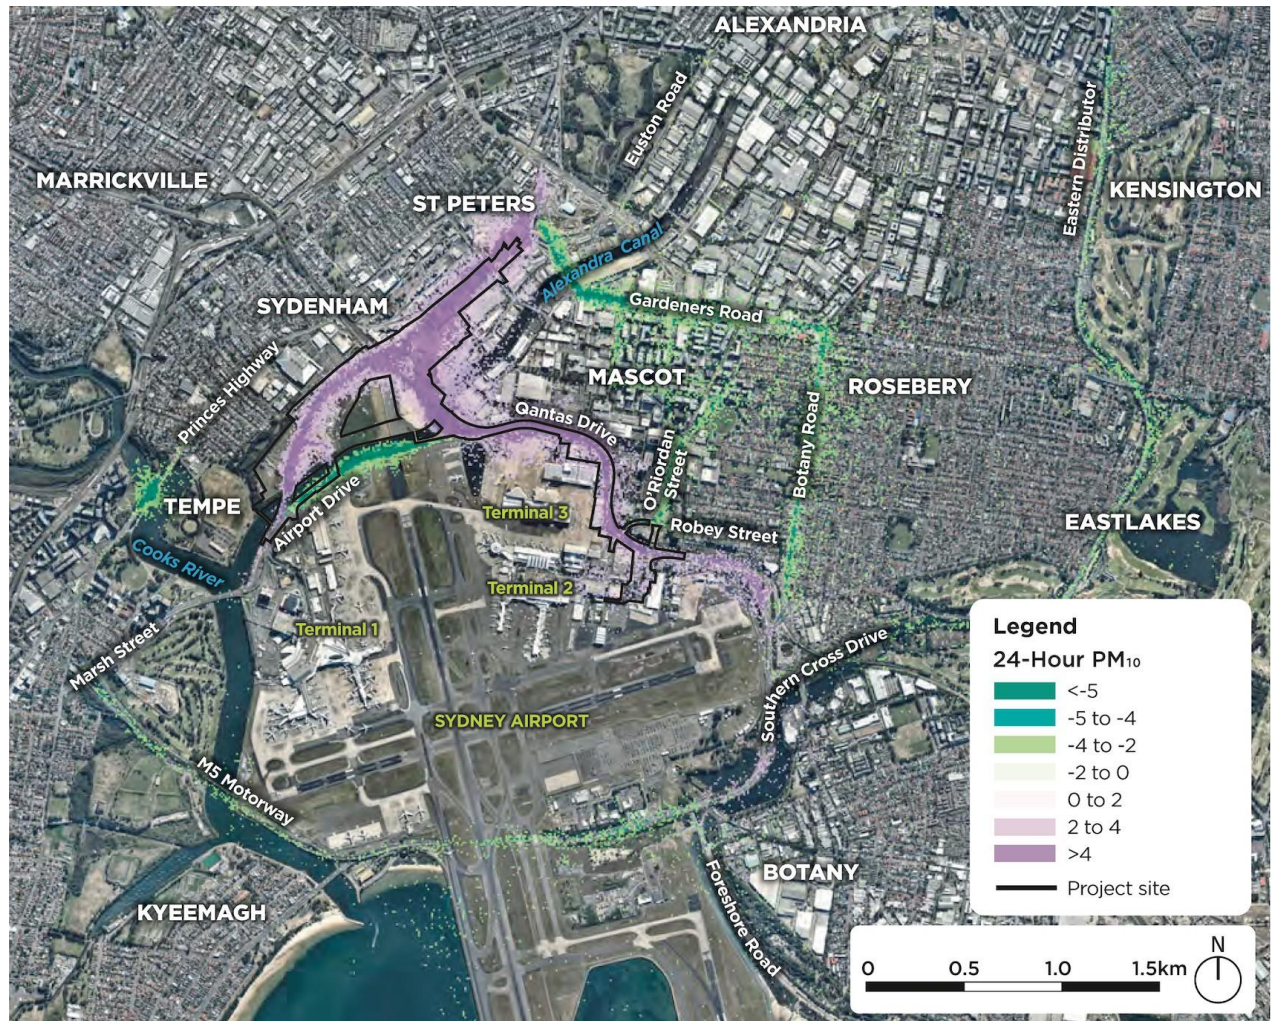 ALEXANDRIA
Euston Road
Eastern Distributor
MARRICKVILLE
KENSINGTON
ST PETERS
Alexandra Canal
SYDENHAM
Gardeners Road
Princes Highway
MASCOT
ROSEBERY
Qantas Drive
Botany Road
O'Riordan
Street
TEMPE
Airport Drive
Terminal 3
Robey Street
EASTLAKES
Cooks River
Terminal 2
Terminal 1
Marsh Street
Southern Cross Drive
SYDNEY AIRPORT
M5 Motorway
BOTANY
Foreshore Road
KYEEMAGH
Legend
24-Hour PM10
<-5
-5 to -4
-4 to -2
-2 to 0
0 to 2
2 to 4
>4
Project site
0 0.5 1.0 1.5km
N